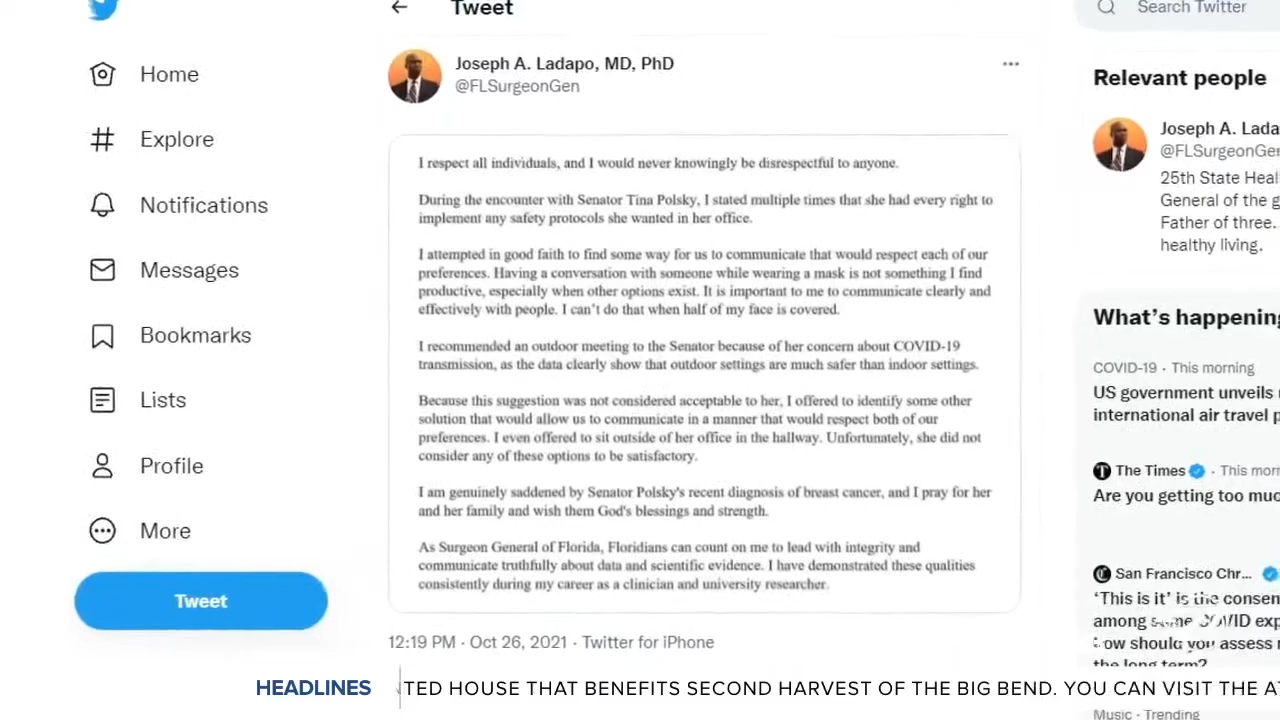 Tweet
Search Twitter
Home
Explore
Notifications
Messages
Bookmarks
Lists
Profile
More
Tweet
Joseph A. Ladapo, MD, PhD
@FLSurgeonGen
I respect all individuals, and I would never knowingly be disrespectful to anyone.
During the encounter with Senator Tina Polsky, I stated multiple times that she had every right to
implement any safety protocols she wanted in her office.
I attempted in good faith to find some way for us to communicate that would respect each of our
preferences. Having a conversation with someone while wearing a mask is not something I find
productive, especially when other options exist. It is important to me to communicate clearly and
effectively with people. I can't do that when half of my face is covered.
I recommended an outdoor meeting to the Senator because of her concern about COVID-19
transmission, as the data clearly show that outdoor settings are much safer than indoor settings.
Because this suggestion was not considered acceptable to her, I offered to identify some other
solution that would allow us to communicate in a manner that would respect both of our
preferences. I even offered to sit outside of her office in the hallway. Unfortunately, she did not
consider any of these options to be satisfactory.
I am genuinely saddened by Senator Polsky's recent diagnosis of breast cancer, and I pray for her
and her family and wish them God's blessings and strength.
As Surgeon General of Florida, Floridians can count on me to lead with integrity and
communicate truthfully about data and scientific evidence. I have demonstrated these qualities
consistently during my career as a clinician and university researcher.
12:19 PM · Oct 26, 2021 · Twitter for iPhone
Relevant people
Joseph A. Lada
@FLSurgeonGen
25th State Heal
General of the g
Father of three.
healthy living.
What's happening
COVID-19 · This morning
US government unveils
international air travel p
The Times · This morn
Are you getting too muc
San Francisco Chr...
'This is it' is the consen
among some COVID exp
how should you assess
the long term?
Music · Trending
HEADLINES
TED HOUSE THAT BENEFITS SECOND HARVEST OF THE BIG BEND. YOU CAN VISIT THE